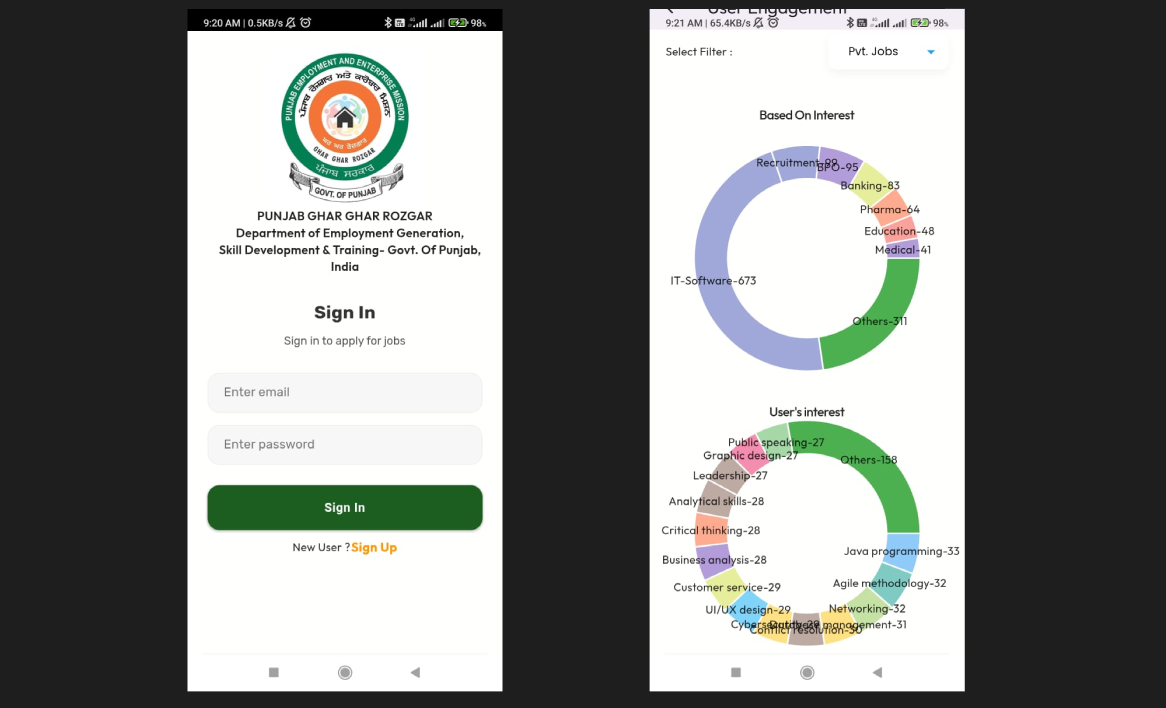 9:20 AM | 0.5KB/s
98%
PUNJAB EMPLOYMENT AND ENTERPRISE MISSION
ਪੰਜਾਬ ਰੋਜ਼ਗਾਰ ਅਤੇ ਕਾਰੋਬਾਰ ਮਿਸ਼ਨ
ਘਰ ਘਰ ਰੋਜ਼ਗਾਰ
GHAR GHAR ROZGAR
ਪੰਜਾਬ ਸਰਕਾਰ
GOVT. OF PUNJAB
PUNJAB GHAR GHAR ROZGAR
Department of Employment Generation,
Skill Development & Training- Govt. Of Punjab,
India
Sign In
Sign in to apply for jobs
Enter email
Enter password
Sign In
New User ?Sign Up
User Engagement
9:21 AM | 65.4KB/s
98%
Select Filter :
Pvt. Jobs
Based On Interest
Recruitment-99
BPO-95
Banking-83
Pharma-64
Education-48
Medical-41
IT-Software-673
Others-311
User's interest
Public speaking-27
Graphic design-27
Others-158
Leadership-27
Analytical skills-28
Critical thinking-28
Java programming-33
Business analysis-28
Agile methodology-32
Customer service-29
UI/UX design-29
Networking-32
Cybersecurity-29
management-31
Conflict resolution-30